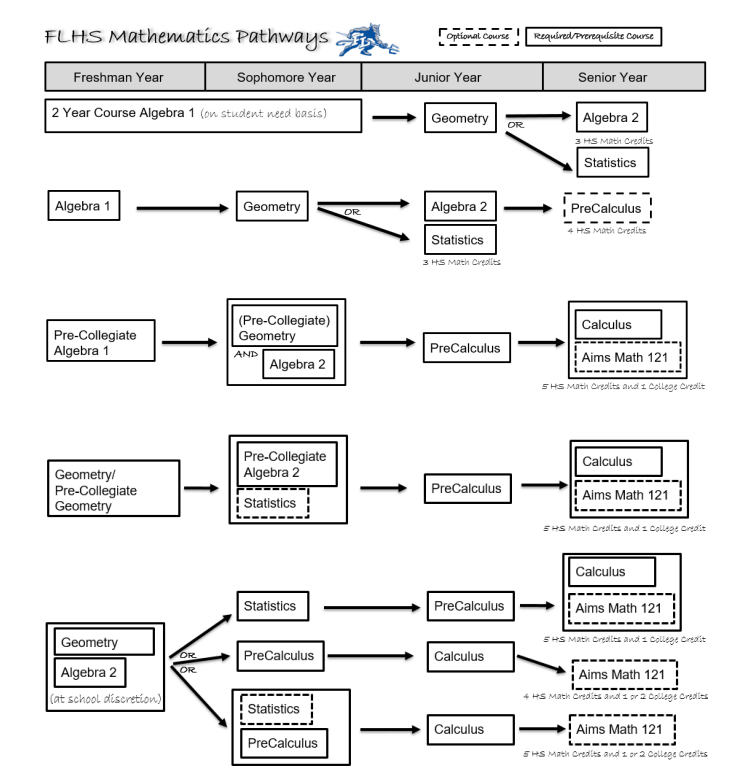 FLHS Mathematics Pathways
Optional Course
Required/Prerequisite Course
Freshman Year
Sophomore Year
Junior Year
Senior Year
2 Year Course Algebra 1 (on student need basis)
Geometry
OR
Algebra 2
3 HS Math Credits
Statistics
Algebra 1
Geometry
OR
Algebra 2
Statistics
3 HS Math Credits
PreCalculus
4 HS Math Credits
Pre-Collegiate
Algebra 1
(Pre-Collegiate)
Geometry
AND
Algebra 2
PreCalculus
Calculus
Aims Math 121
5 HS Math Credits and 1 College Credit
Geometry/
Pre-Collegiate
Geometry
Pre-Collegiate
Algebra 2
Statistics
PreCalculus
Calculus
Aims Math 121
5 HS Math Credits and 1 College Credit
Geometry
Algebra 2
(at school discretion)
OR
OR
Statistics
PreCalculus
Calculus
Aims Math 121
5 HS Math Credits and 1 College Credit
PreCalculus
Calculus
Aims Math 121
4 HS Math Credits and 1 or 2 College Credits
Statistics
PreCalculus
Calculus
Aims Math 121
5 HS Math Credits and 1 or 2 College Credits